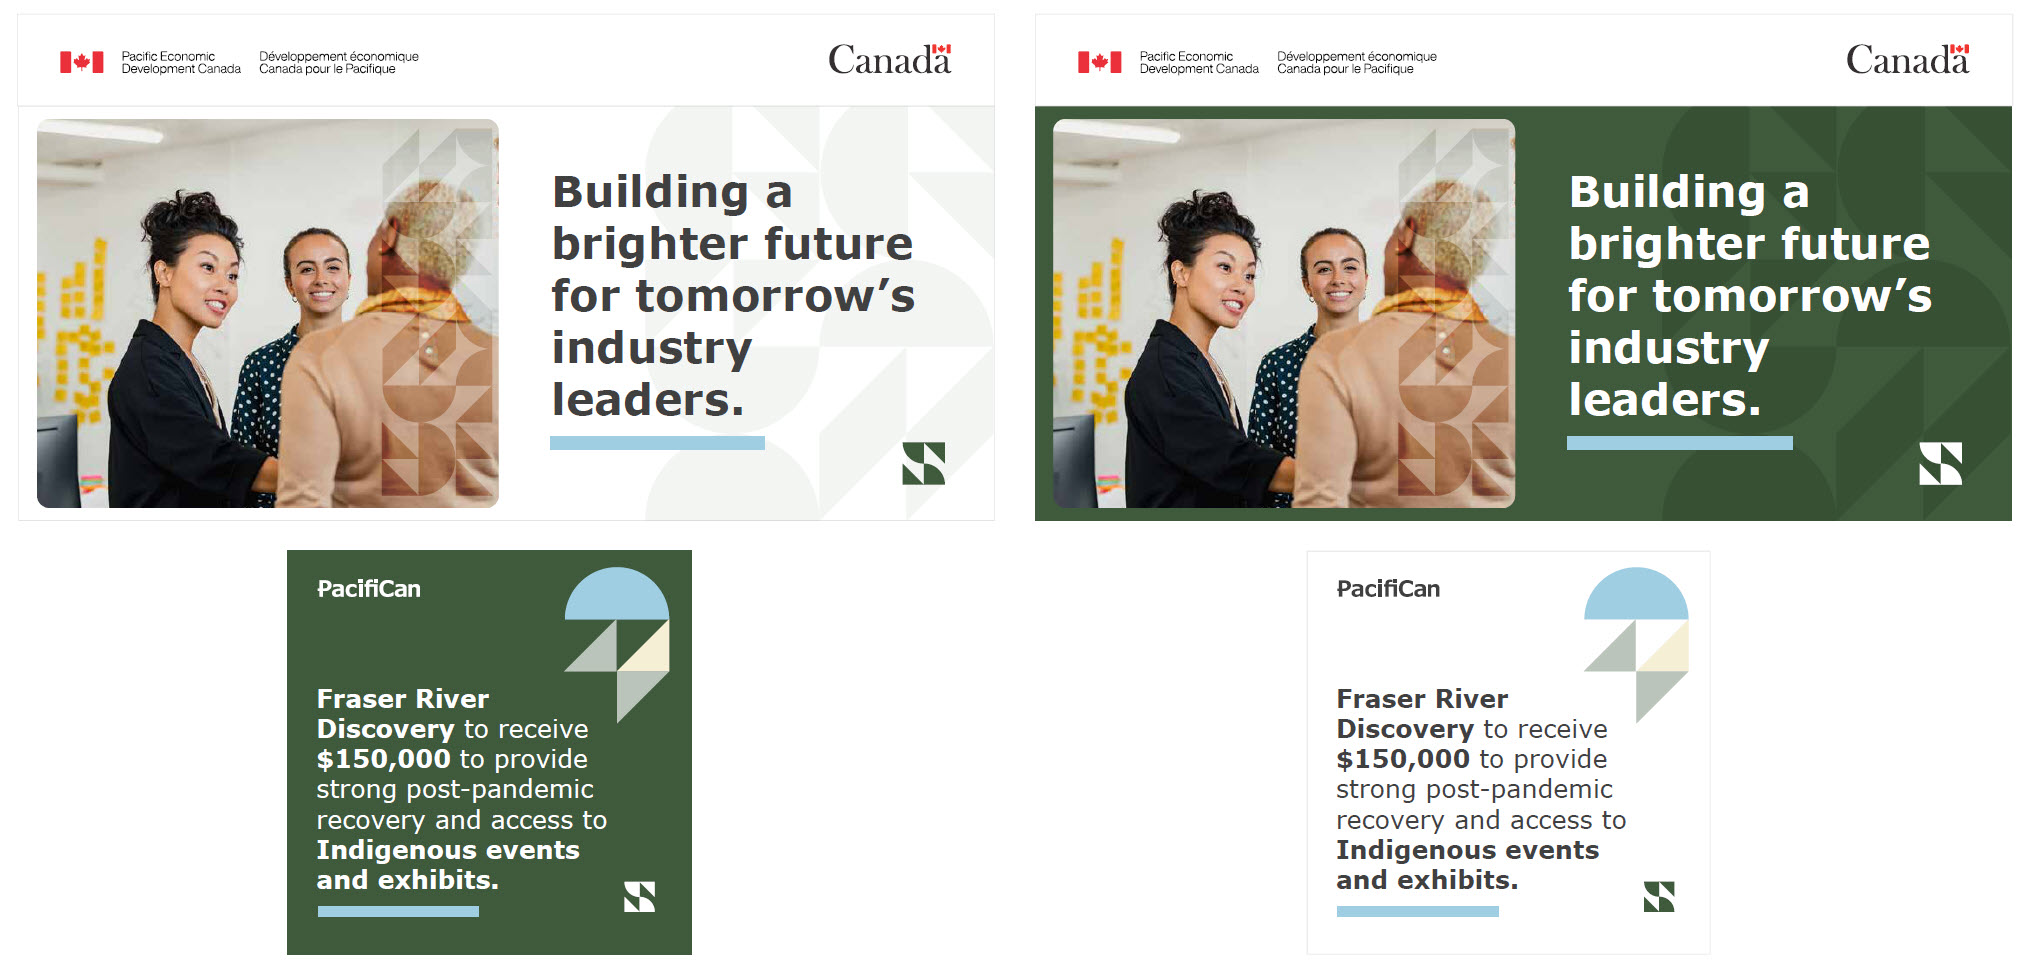 Pacific Economic
Development Canada
Développement économique
Canada pour le Pacifique
Canada
Building a
brighter future
for tomorrow’s
industry
leaders.
Pacific Economic
Development Canada
Développement économique
Canada pour le Pacifique
Canada
Building a
brighter future
for tomorrow’s
industry
leaders.
PacifiCan
Fraser River
Discovery to receive
$150,000 to provide
strong post-pandemic
recovery and access to
Indigenous events
and exhibits.
PacifiCan
Fraser River
Discovery to receive
$150,000 to provide
strong post-pandemic
recovery and access to
Indigenous events
and exhibits.